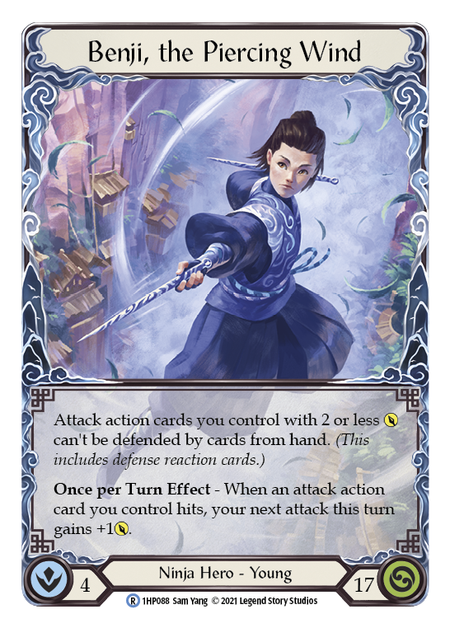 Benji, the Piercing Wind
Attack action cards you control with 2 or less
can't be defended by cards from hand. (This
includes defense reaction cards.)
Once per Turn Effect - When an attack action
card you control hits, your next attack this turn
gains +1.
4
Ninja Hero - Young
17
R 1HP088 Sam Yang © 2021 Legend Story Studios